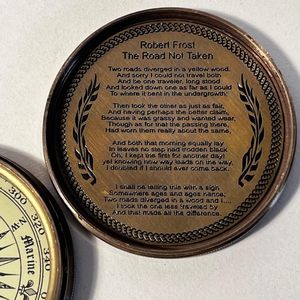 Robert Frost
The Road Not Taken
Two roads diverged in a yellow wood,
And sorry I could not travel both
And be one traveler, long stood
And looked down one as far as I could
To where it bent in the undergrowth;
Then took the other as just as fair,
And having perhaps the better claim,
Because it was grassy and wanted wear,
Though as for that the passing there
Had worn them really about the same,
And both that morning equally lay
In leaves no step had trodden black
Oh, I kept the first for another day!
yet knowing how way leads on to way
I doubted if I should ever come back.
I shall be telling this with a sigh
Somewhere ages and ages hence,
Two roads diverged in a wood and I....
I took the one less traveled by
And that made all the difference.
300 320 340
W
N-W
Marine